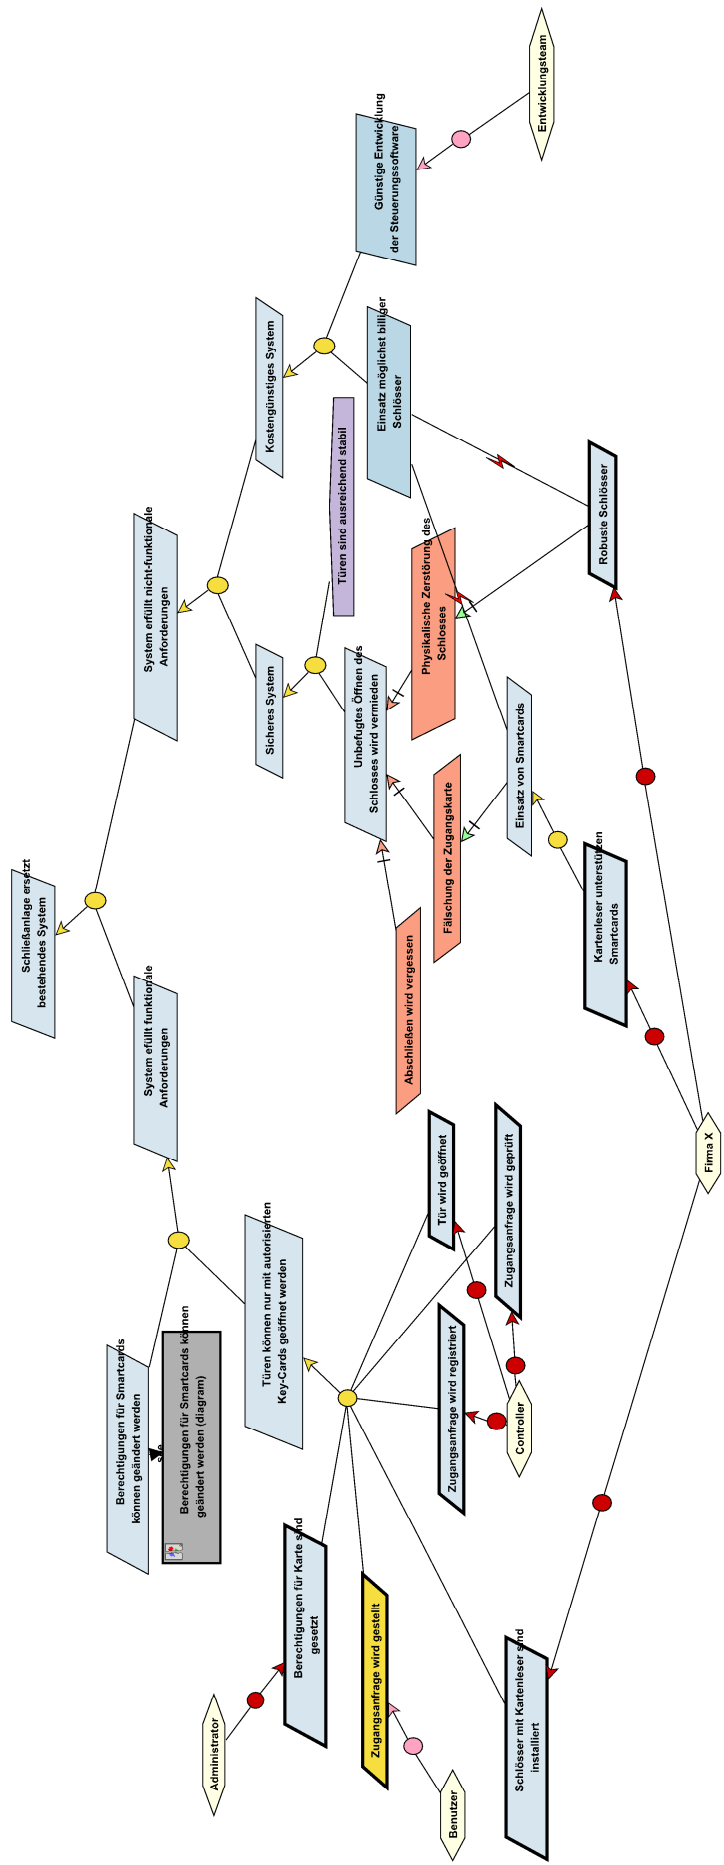 Schließanlage ersetzt
bestehendes System
System efüllt funktionale
Anforderungen
System erfüllt nicht-funktionale
Anforderungen
Berechtigungen für Smartcards
können geändert werden
site
Berechtigungen für Smartcards können
geändert werden (diagram)
Türen können nur mit autorisierten
Key-Cards geöffnet werden
Sicheres System
Kostengünstiges System
Administrator
Berechtigungen für Karte sind
gesetzt
Unbefugtes Öffnen des
Schlosses wird vermieden
Türen sind ausreichend stabil
Einsatz möglichst billiger
Schlösser
Günstige Entwicklung
der Steuerungssoftware
Zugangsanfrage wird gestellt
Abschließen wird vergessen
Fälschung der Zugangskarte
Physikalische Zerstörung des
Schlosses
Benutzer
Zugangsanfrage wird registriert
Tür wird geöffnet
Zugangsanfrage wird geprüft
Einsatz von Smartcards
Entwicklungsteam
Schlösser mit Kartenleser sind
installiert
Controller
Kartenleser unterstützen
Smartcards
Robuste Schlösser
Firma X